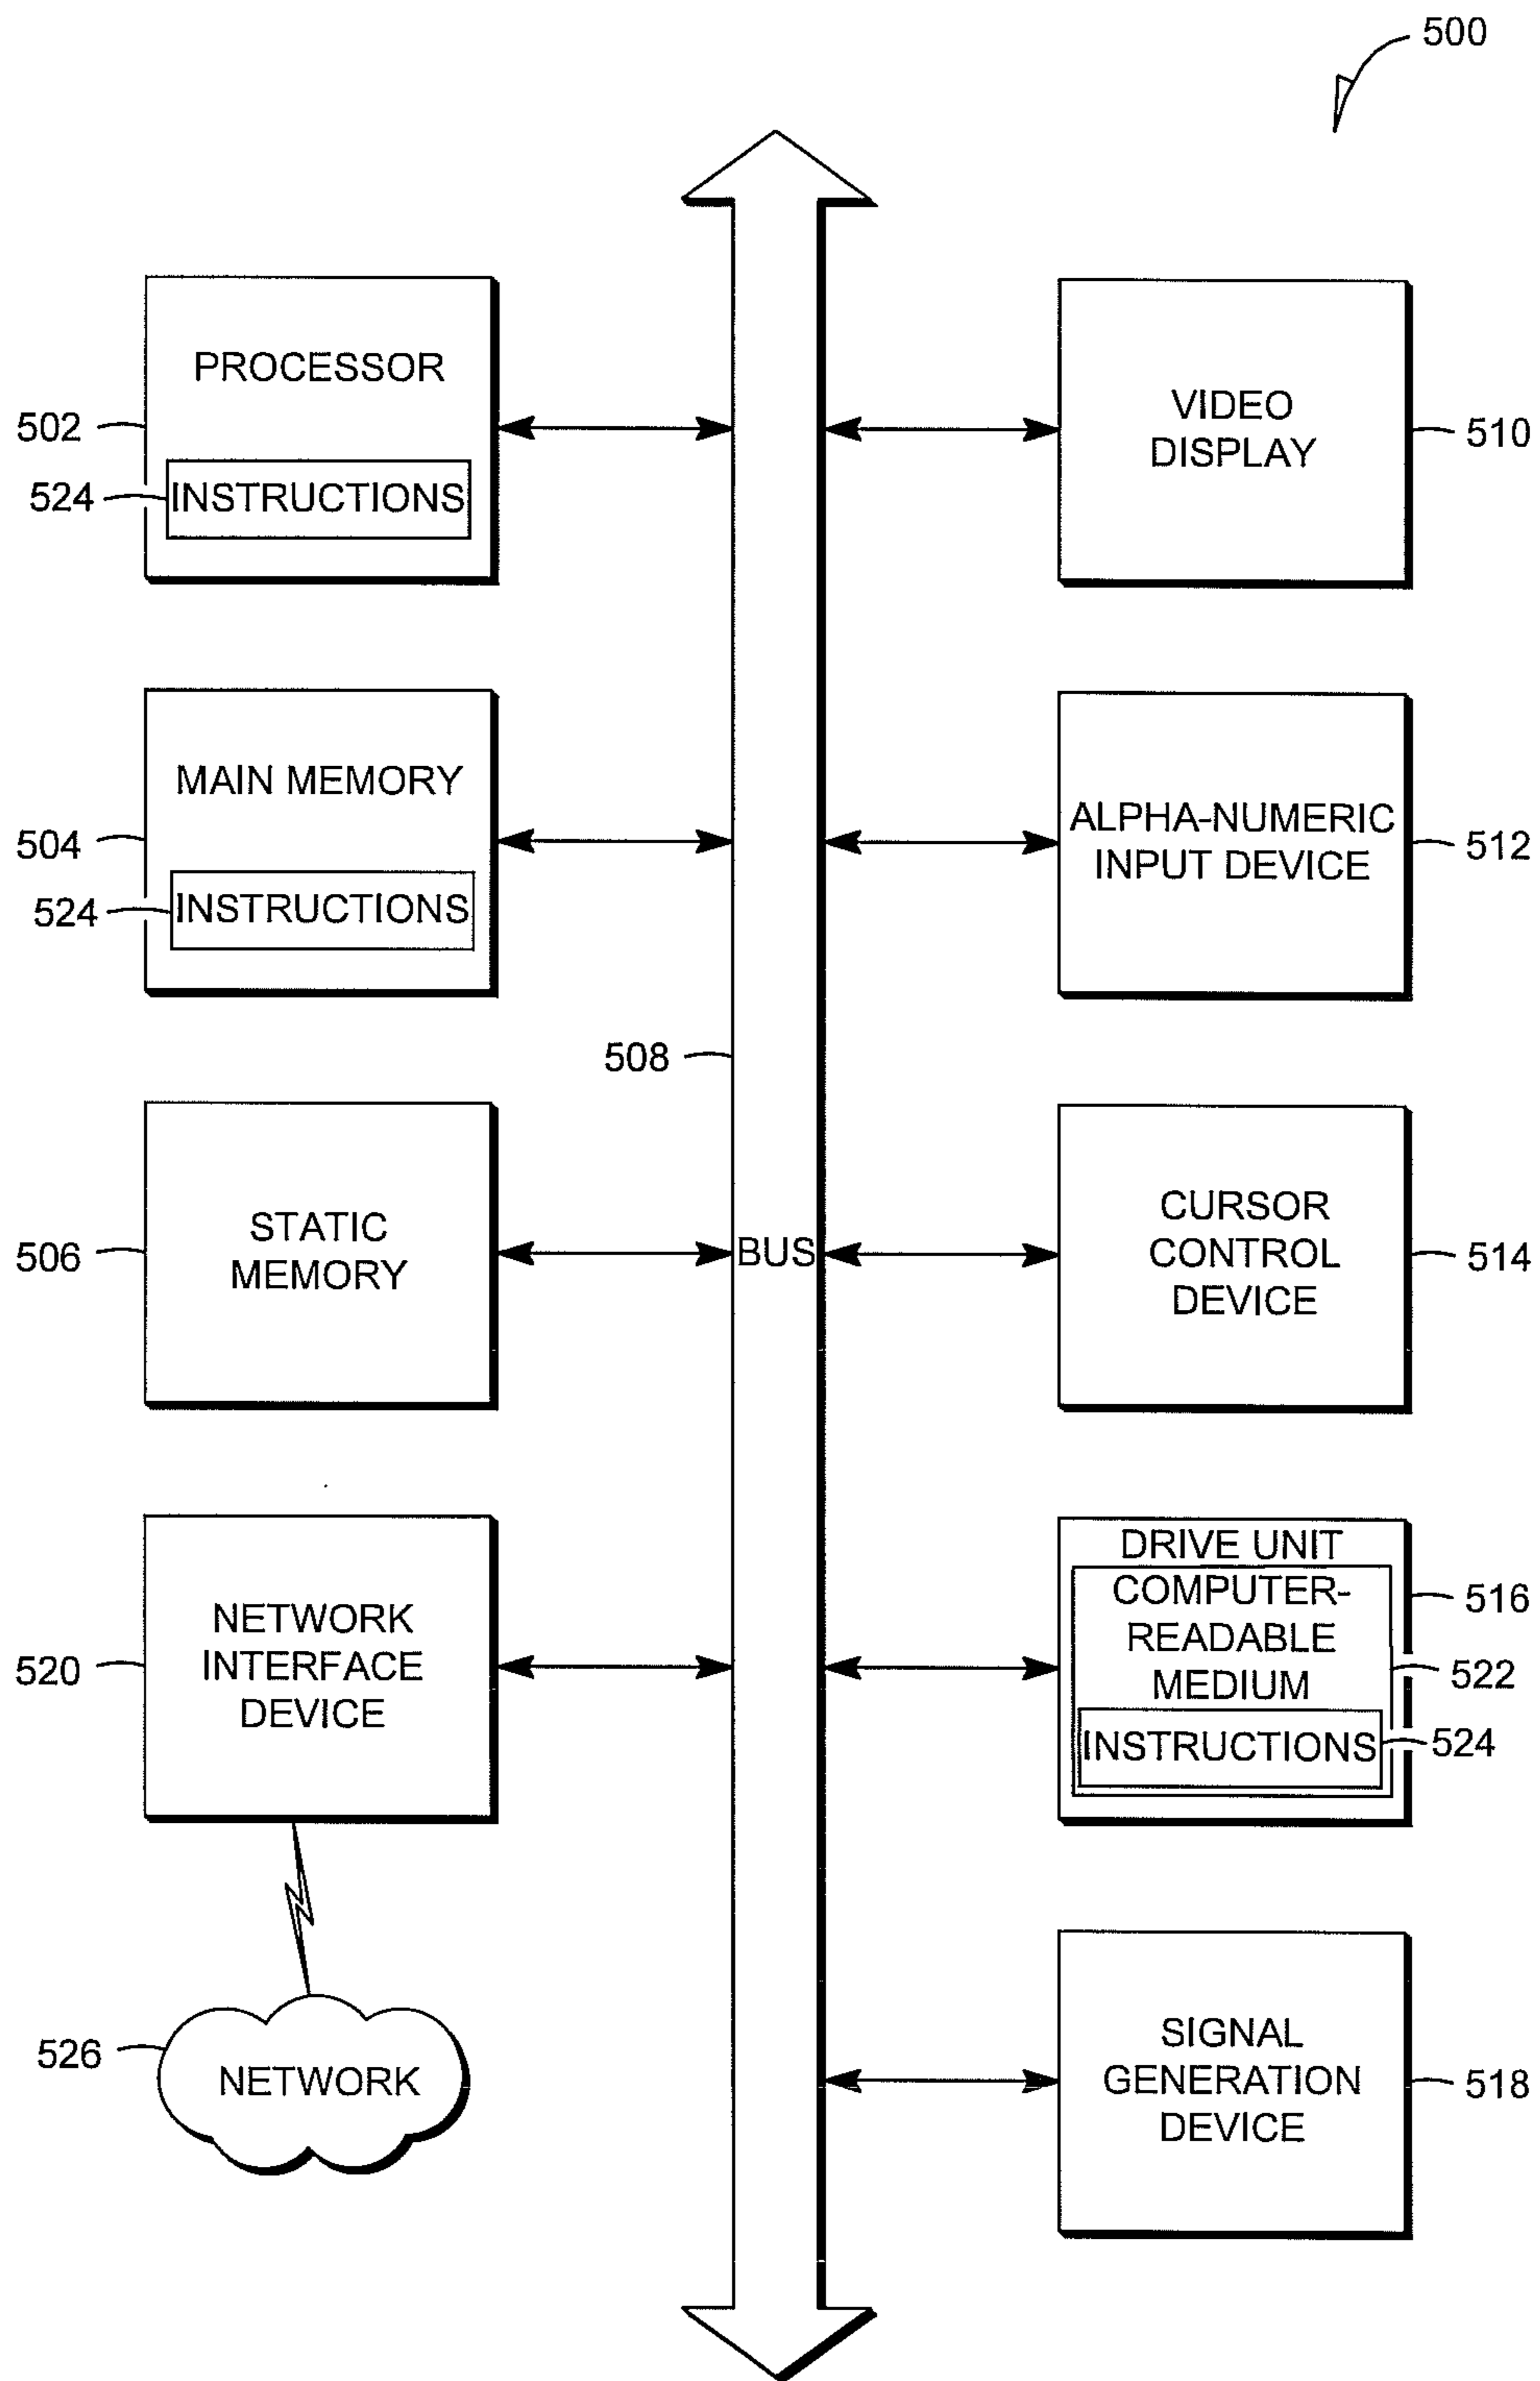 500
PROCESSOR
502
524
INSTRUCTIONS
VIDEO
DISPLAY
510
MAIN MEMORY
504
524
INSTRUCTIONS
ALPHA-NUMERIC
INPUT DEVICE
512
508
STATIC
MEMORY
506
BUS
CURSOR
CONTROL
DEVICE
514
NETWORK
INTERFACE
DEVICE
520
DRIVE UNIT
COMPUTER-
READABLE
MEDIUM
516
522
INSTRUCTIONS
524
526
NETWORK
SIGNAL
GENERATION
DEVICE
518